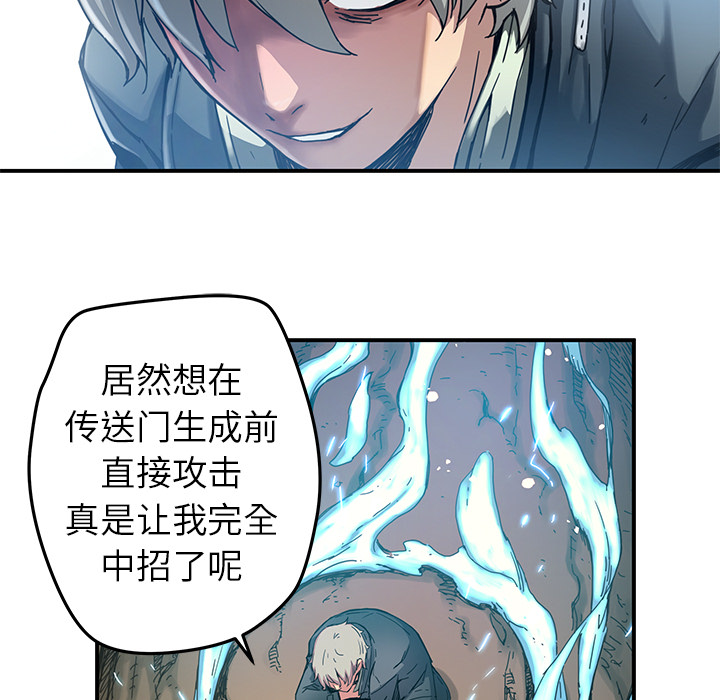 居然想在
传送门生成前
直接攻击
真是让我完全
中招了呢